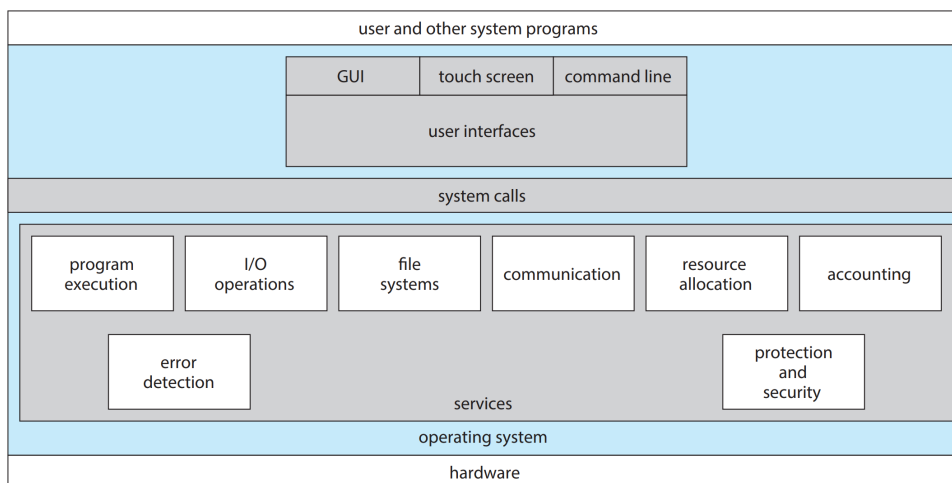 user and other system programs
GUI
touch screen
command line
user interfaces
system calls
program
execution
I/O
operations
file
systems
communication
resource
allocation
accounting
error
detection
protection
and
security
services
operating system
hardware